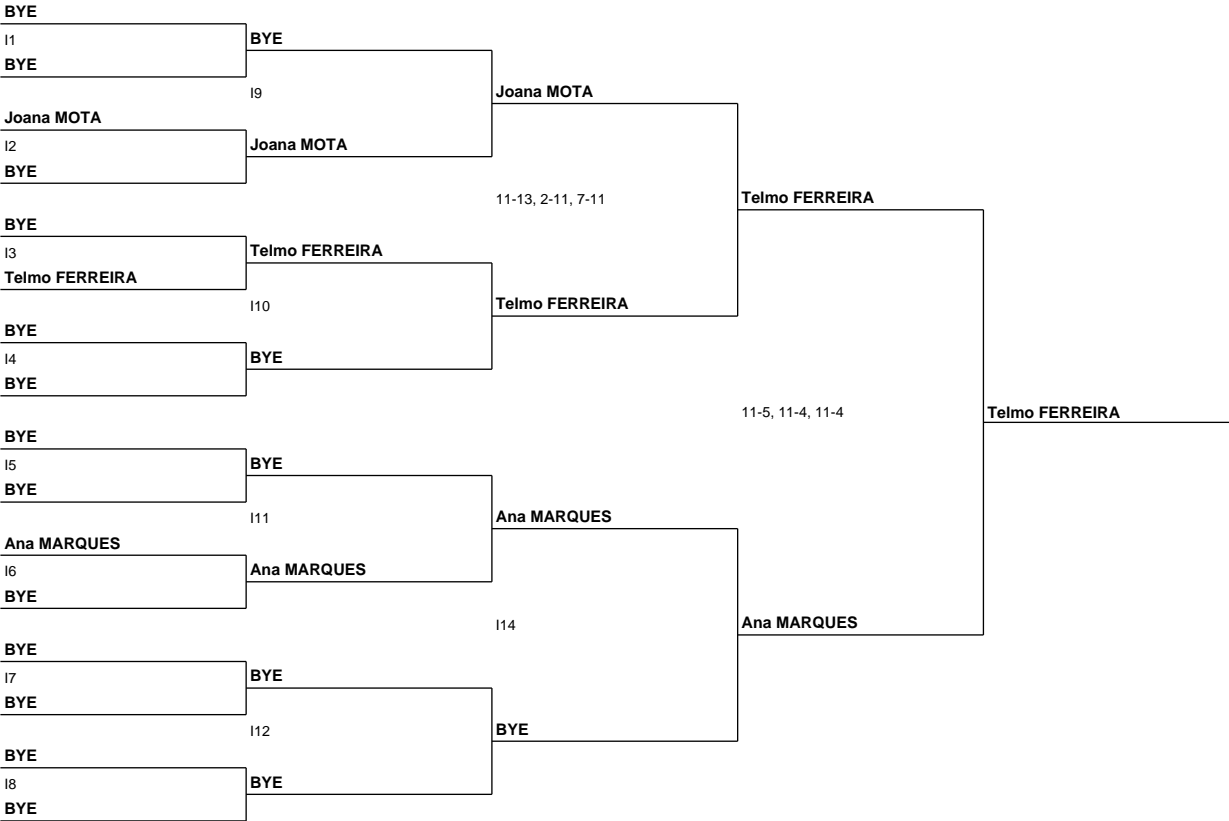 BYE
I1
BYE
BYE
I9
Joana MOTA
Joana MOTA
I2
Joana MOTA
BYE
11-13, 2-11, 7-11
Telmo FERREIRA
BYE
I3
Telmo FERREIRA
Telmo FERREIRA
I10
Telmo FERREIRA
BYE
I4
BYE
BYE
11-5, 11-4, 11-4
Telmo FERREIRA
BYE
I5
BYE
BYE
I11
Ana MARQUES
Ana MARQUES
I6
Ana MARQUES
BYE
I14
Ana MARQUES
BYE
I7
BYE
BYE
I12
BYE
BYE
I8
BYE
BYE